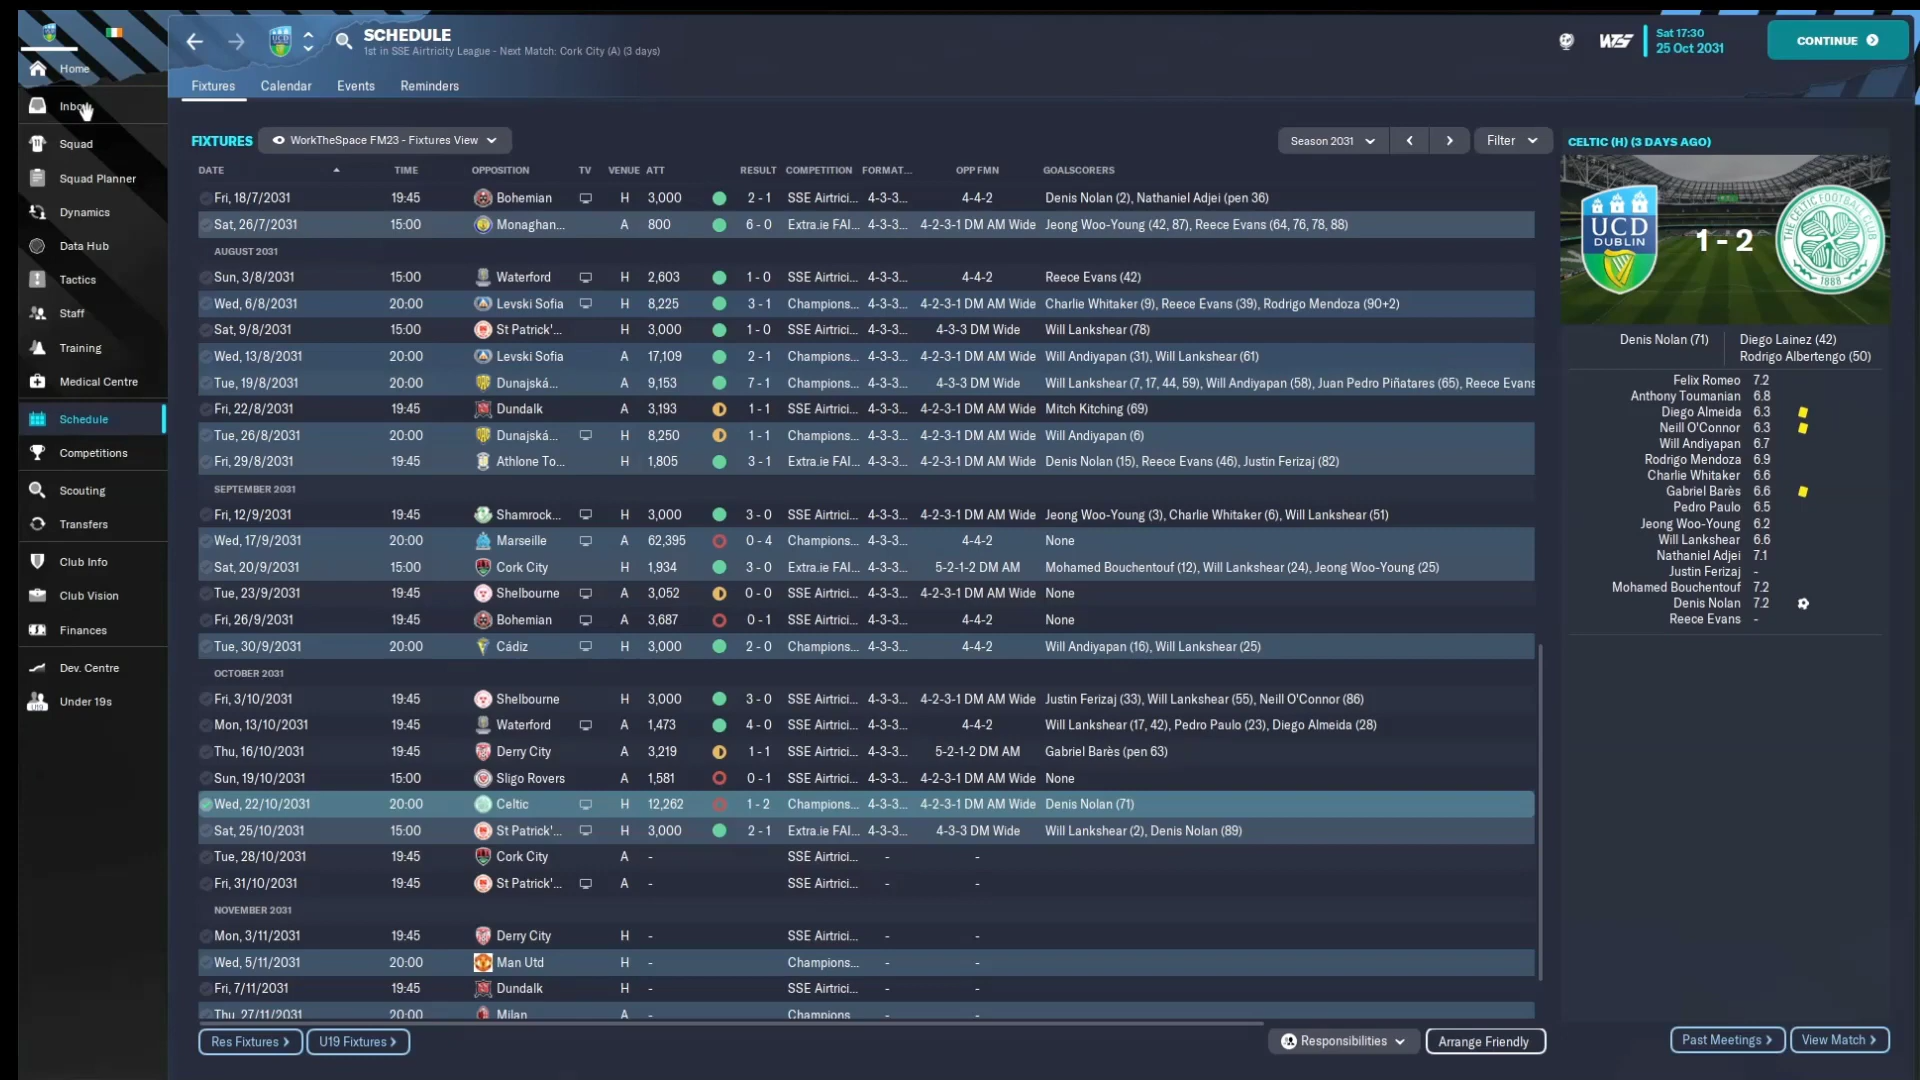 SCHEDULE
1st in SSE Airtricity League - Next Match: Cork City (A) (3 days)
WTS
Sat 17:30
25 Oct 2031
CONTINUE
Fixtures Calendar Events Reminders
Home
Inbox
Squad
Squad Planner
Dynamics
Data Hub
Tactics
Staff
Training
Medical Centre
Schedule
Competitions
Scouting
Transfers
Club Info
Club Vision
Finances
Dev. Centre
Under 19s
FIXTURES WorkTheSpace FM23 - Fixtures View Season 2031 Filter
DATE TIME OPPOSITION TV VENUE ATT RESULT COMPETITION FORMAT... OPP FMN GOALSCORERS
Fri, 18/7/2031 19:45 Bohemian H 3,000 2 - 1 SSE Airtrici... 4-3-3... 4-4-2 Denis Nolan (2), Nathaniel Adjei (pen 36)
Sat, 26/7/2031 15:00 Monaghan... A 800 6 - 0 Extra.ie FAI... 4-3-3... 4-2-3-1 DM AM Wide Jeong Woo-Young (42, 87), Reece Evans (64, 76, 78, 88)
AUGUST 2031
Sun, 3/8/2031 15:00 Waterford H 2,603 1 - 0 SSE Airtrici... 4-3-3... 4-4-2 Reece Evans (42)
Wed, 6/8/2031 20:00 Levski Sofia H 8,225 3 - 1 Champions... 4-3-3... 4-2-3-1 DM AM Wide Charlie Whitaker (9), Reece Evans (39), Rodrigo Mendoza (90+2)
Sat, 9/8/2031 15:00 St Patrick'... H 3,000 1 - 0 SSE Airtrici... 4-3-3... 4-3-3 DM Wide Will Lankshear (78)
Wed, 13/8/2031 20:00 Levski Sofia A 17,109 2 - 1 Champions... 4-3-3... 4-2-3-1 DM AM Wide Will Andiyapan (31), Will Lankshear (61)
Tue, 19/8/2031 20:00 Dunajská... A 9,153 7 - 1 Champions... 4-3-3... 4-3-3 DM Wide Will Lankshear (7, 17, 44, 59), Will Andiyapan (58), Juan Pedro Piñatares (65), Reece Evans
Fri, 22/8/2031 19:45 Dundalk A 3,193 1 - 1 SSE Airtrici... 4-3-3... 4-2-3-1 DM AM Wide Mitch Kitching (69)
Tue, 26/8/2031 20:00 Dunajská... H 8,250 1 - 1 Champions... 4-3-3... 4-2-3-1 DM AM Wide Will Andiyapan (6)
Fri, 29/8/2031 19:45 Athlone To... H 1,805 3 - 1 Extra.ie FAI... 4-3-3... 4-2-3-1 DM AM Wide Denis Nolan (15), Reece Evans (46), Justin Ferizaj (82)
SEPTEMBER 2031
Fri, 12/9/2031 19:45 Shamrock... H 3,000 3 - 0 SSE Airtrici... 4-3-3... 4-2-3-1 DM AM Wide Jeong Woo-Young (3), Charlie Whitaker (6), Will Lankshear (51)
Wed, 17/9/2031 20:00 Marseille A 62,395 0 - 4 Champions... 4-3-3... 4-4-2 None
Sat, 20/9/2031 15:00 Cork City H 1,934 3 - 0 Extra.ie FAI... 4-3-3... 5-2-1-2 DM AM Mohamed Bouchentouf (12), Will Lankshear (24), Jeong Woo-Young (25)
Tue, 23/9/2031 19:45 Shelbourne A 3,052 0 - 0 SSE Airtrici... 4-3-3... 4-2-3-1 DM AM Wide None
Fri, 26/9/2031 19:45 Bohemian A 3,687 0 - 1 SSE Airtrici... 4-3-3... 4-4-2 None
Tue, 30/9/2031 20:00 Cádiz H 3,000 2 - 0 Champions... 4-3-3... 4-4-2 Will Andiyapan (16), Will Lankshear (25)
OCTOBER 2031
Fri, 3/10/2031 19:45 Shelbourne H 3,000 3 - 0 SSE Airtrici... 4-3-3... 4-2-3-1 DM AM Wide Justin Ferizaj (33), Will Lankshear (55), Neill O'Connor (86)
Mon, 13/10/2031 19:45 Waterford A 1,473 4 - 0 SSE Airtrici... 4-3-3... 4-4-2 Will Lankshear (17, 42), Pedro Paulo (23), Diego Almeida (28)
Thu, 16/10/2031 19:45 Derry City A 3,219 1 - 1 SSE Airtrici... 4-3-3... 5-2-1-2 DM AM Gabriel Barès (pen 63)
Sun, 19/10/2031 15:00 Sligo Rovers A 1,581 0 - 1 SSE Airtrici... 4-3-3... 4-2-3-1 DM AM Wide None
Wed, 22/10/2031 20:00 Celtic H 12,262 1 - 2 Champions... 4-3-3... 4-2-3-1 DM AM Wide Denis Nolan (71)
Sat, 25/10/2031 15:00 St Patrick'... H 3,000 2 - 1 Extra.ie FAI... 4-3-3... 4-3-3 DM Wide Will Lankshear (2), Denis Nolan (89)
Tue, 28/10/2031 19:45 Cork City A - SSE Airtrici... - -
Fri, 31/10/2031 19:45 St Patrick'... A - SSE Airtrici... - -
NOVEMBER 2031
Mon, 3/11/2031 19:45 Derry City H - SSE Airtrici... - -
Wed, 5/11/2031 20:00 Man Utd H - Champions... - -
Fri, 7/11/2031 19:45 Dundalk H - SSE Airtrici... - -
Thu, 27/11/2031 20:00 Milan A - Champions - -
Res Fixtures U19 Fixtures Responsibilities Arrange Friendly
CELTIC (H) (3 DAYS AGO)
UCD
DUBLIN
1 - 2
THE CELTIC FOOTBALL CLUB
1888
Denis Nolan (71) Diego Lainez (42)
Rodrigo Albertengo (50)
Felix Romeo 7.2
Anthony Toumanian 6.8
Diego Almeida 6.3
Neill O'Connor 6.3
Will Andiyapan 6.7
Rodrigo Mendoza 6.9
Charlie Whitaker 6.6
Gabriel Barès 6.6
Pedro Paulo 6.5
Jeong Woo-Young 6.2
Will Lankshear 6.6
Nathaniel Adjei 7.1
Justin Ferizaj -
Mohamed Bouchentouf 7.2
Denis Nolan 7.2
Reece Evans -
Past Meetings View Match